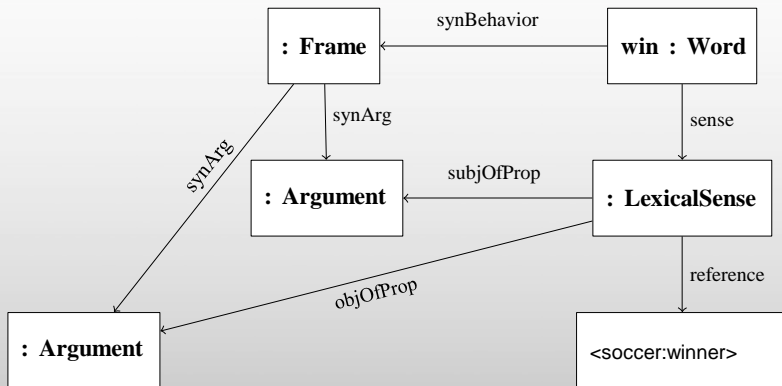 synBehavior
: Frame
win : Word
synArg
sense
synArg
subjOfProp
: Argument
: LexicalSense
reference
objOfProp
: Argument
<soccer:winner>